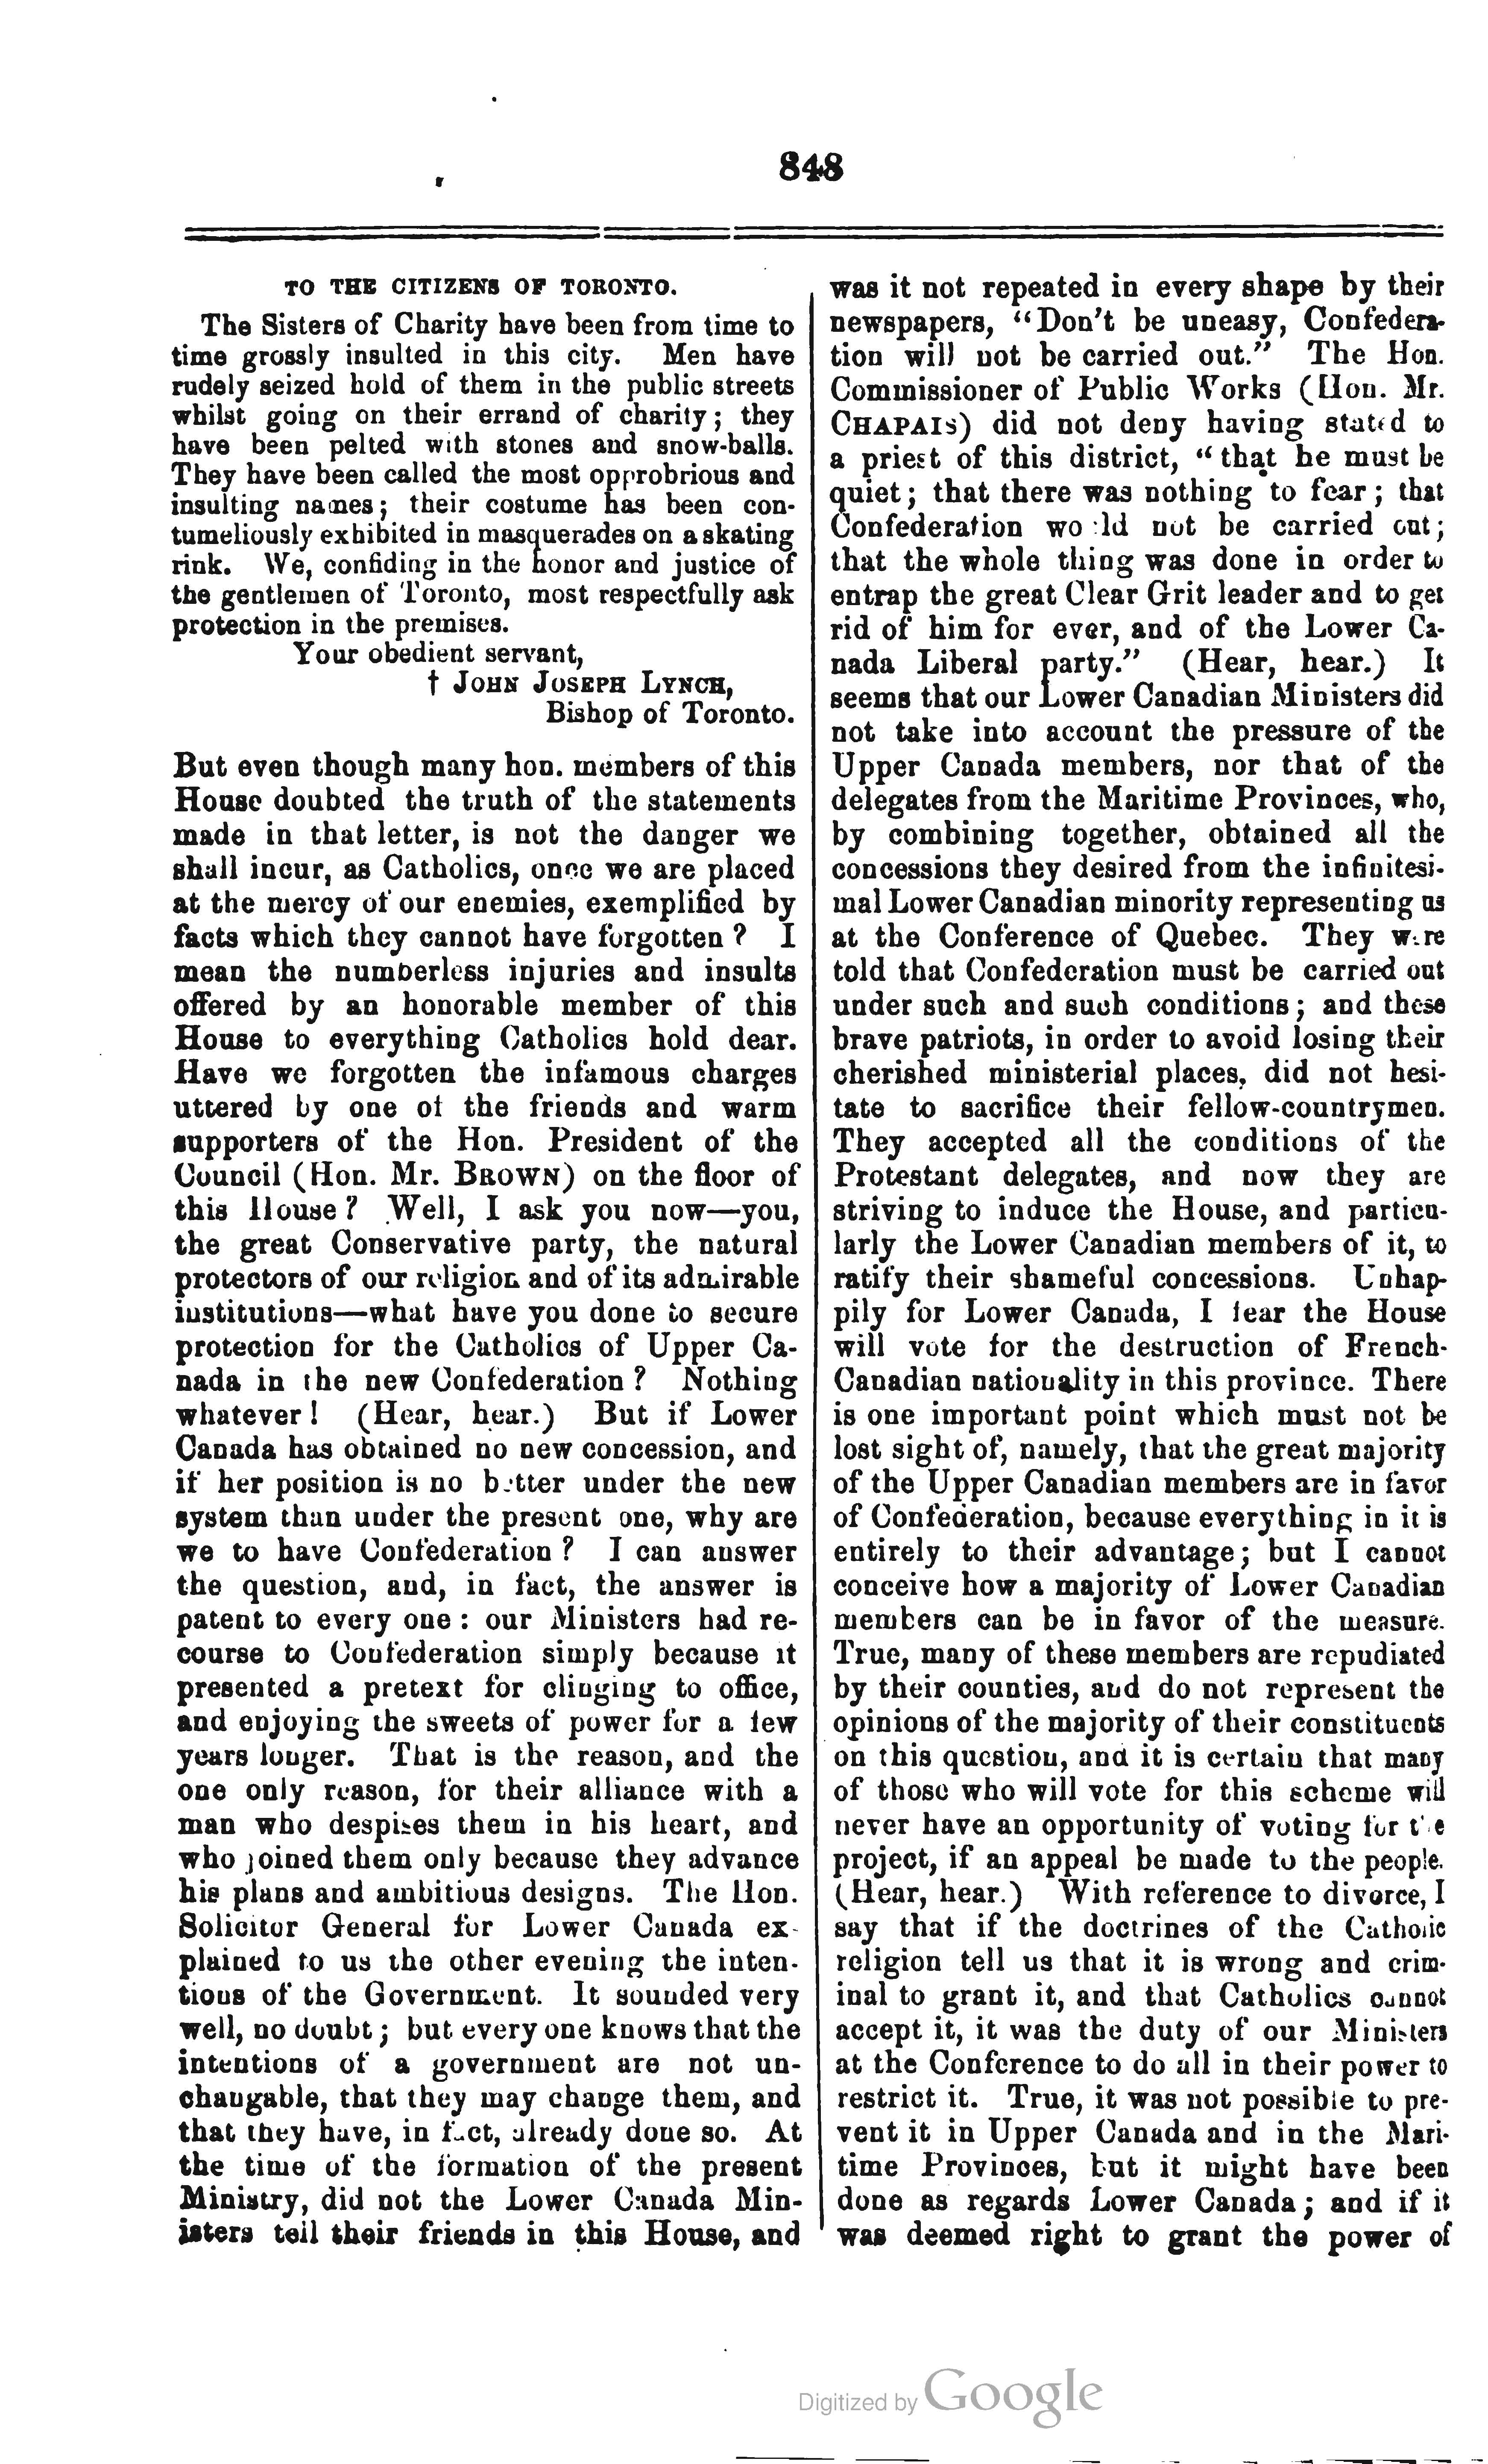 848
TO THE CITIZENS OF TORONTO.
The Sisters of Charity have been from time to
time grossly insulted in this city. Men have
rudely seized hold of them in the public streets
whilst going on their errand of charity; they
have been pelted with stones and snow-balls.
They have been called the most opprobrious and
insulting names; their costume has been con-
tumeliously exhibited in masquerades on a skating
rink. We, confiding in the honor and justice of
the gentlemen of Toronto, most respectfully ask
protection in the premises.
Your obedient servant,
† JOHN JOSEPH LYNCH,
Bishop of Toronto.
But even though many hon. members of this
House doubted the truth of the statements
made in that letter, is not the danger we
shall incur, as Catholics, once we are placed
at the mercy of our enemies, exemplified by
facts which they cannot have forgotten? I
mean the numberless injuries and insults
offered by an honorable member of this
House to everything Catholics hold dear.
Have we forgotten the infamous charges
uttered by one of the friends and warm
supporters of the Hon. President of the
Council (Hon. Mr. BROWN) on the floor of
this House? Well, I ask you now—you,
the great Conservative party, the natural
protectors of our religion and of its admirable
institutions—what have you done to secure
protection for the Catholics of Upper Ca-
nada in the new Confederation? Nothing
whatever! (Hear, hear.) But if Lower
Canada has obtained no new concession, and
if her position is no better under the new
system than under the present one, why are
we to have Confederation? I can answer
the question, and, in fact, the answer is
patent to every one: our Ministers had re-
course to Confederation simply because it
presented a pretext for clinging to office,
and enjoying the sweets of power for a few
years longer. That is the reason, and the
one only reason, for their alliance with a
man who despises them in his heart, and
who joined them only because they advance
his plans and ambitious designs. The Hon.
Solicitor General for Lower Canada ex-
plained to us the other evening the inten-
tions of the Government. It sounded very
well, no doubt; but every one knows that the
intentions of a government are not un-
changable, that they may change them, and
that they have, in fact, already done so. At
the time of the formation of the present
Ministry, did not the Lower Canada Min-
isters tell their friends in this House, and
was it not repeated in every shape by their
newspapers, "Don't be uneasy, Confedera-
tion will not be carried out." The Hon.
Commissioner of Public Works (Hon. Mr.
CHAPAIS) did not deny having stated to
a priest of this district, "that he must be
quiet; that there was nothing to fear; that
Confederation would not be carried out;
that the whole thing was done in order to
entrap the great Clear Grit leader and to get
rid of him for ever, and of the Lower Ca-
nada Liberal party." (Hear, hear.) It
seems that our Lower Canadian Ministers did
not take into account the pressure of the
Upper Canada members, nor that of the
delegates from the Maritime Provinces, who,
by combining together, obtained all the
concessions they desired from the infinitesi-
mal Lower Canadian minority representing us
at the Conference of Quebec. They were
told that Confederation must be carried out
under such and such conditions; and these
brave patriots, in order to avoid losing their
cherished ministerial places, did not hesi-
tate to sacrifice their fellow-countrymen.
They accepted all the conditions of the
Protestant delegates, and now they are
striving to induce the House, and particu-
larly the Lower Canadian members of it, to
ratify their shameful concessions. Unhap-
pily for Lower Canada, I fear the House
will vote for the destruction of French-
Canadian nationality in this province. There
is one important point which must not be
lost sight of, namely, that the great majority
of the Upper Canadian members are in favor
of Confederation, because everything in it is
entirely to their advantage; but I cannot
conceive how a majority of Lower Canadian
members can be in favor of the measure.
True, many of these members are repudiated
by their counties, and do not represent the
opinions of the majority of their constituents
on this question, and it is certain that many
of those who will vote for this scheme will
never have an opportunity of voting for the
project, if an appeal be made to the people.
(Hear, hear.) With reference to divorce, I
say that if the doctrines of the Catholic
religion tell us that it is wrong and crim-
inal to grant it, and that Catholics cannot
accept it, it was the duty of our Ministers
at the Conference to do all in their power to
restrict it. True, it was not possible to pre-
vent it in Upper Canada and in the Mari-
time Provinces, but it might have been
done as regards Lower Canada; and if it
was deemed right to grant the power of
Digitized by Google